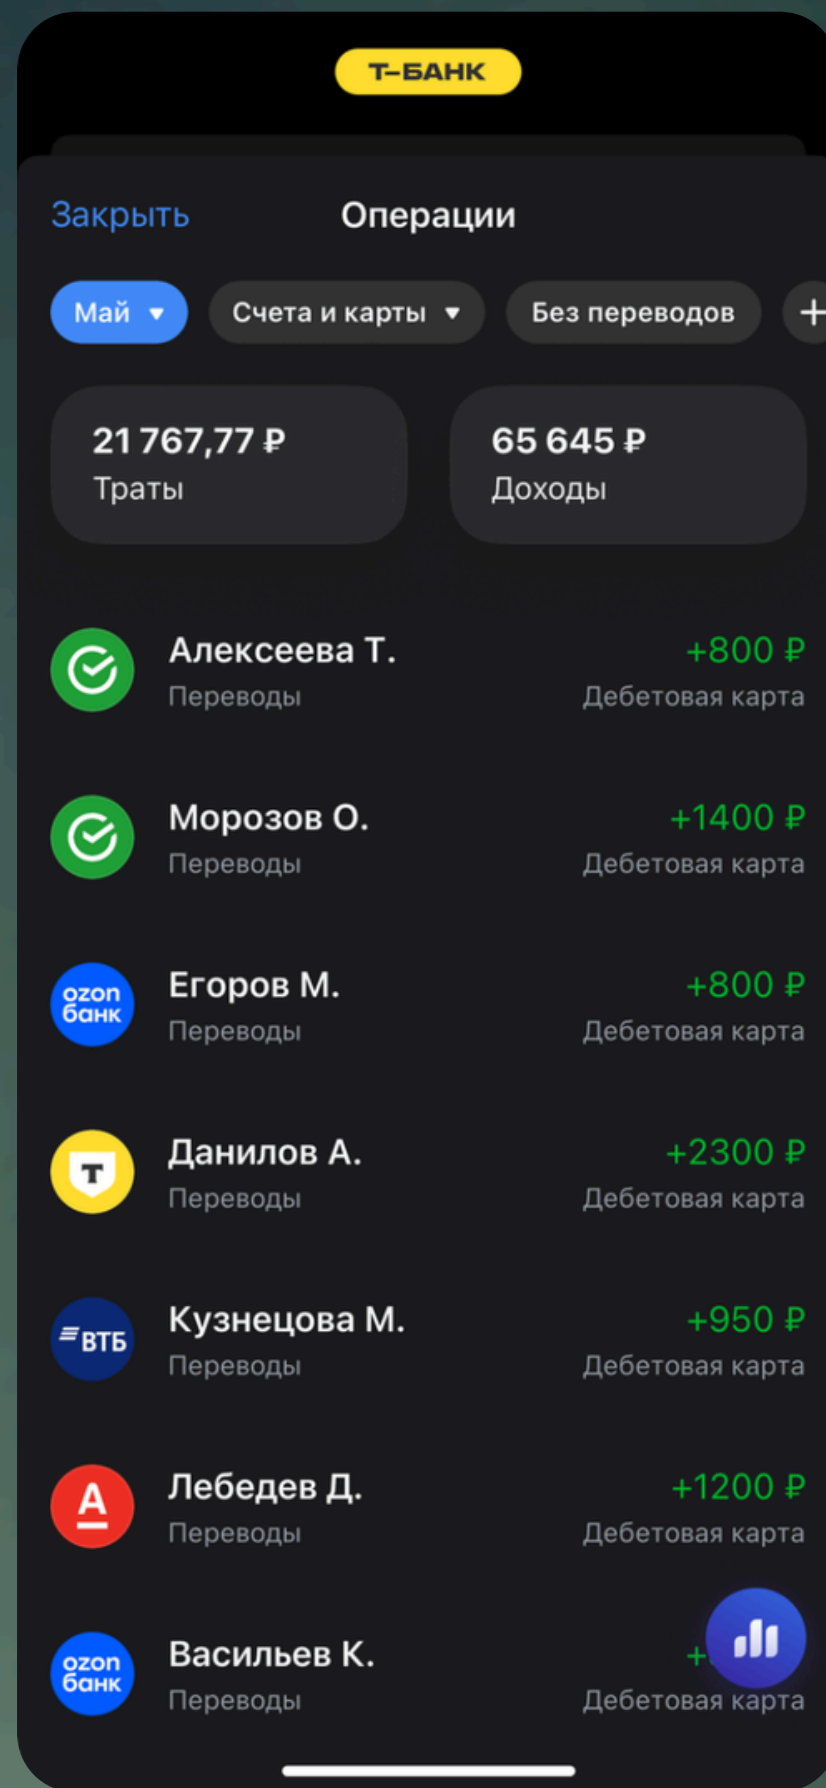 Т-БАНК
Закрыть
Операции
Май
Счета и карты
Без переводов
+
21 767,77 ₽
Траты
65 645 ₽
Доходы
Алексеева Т.
+800 ₽
Переводы
Дебетовая карта
Морозов О.
+1400 ₽
Переводы
Дебетовая карта
ozon
банк
Егоров М.
+800 ₽
Переводы
Дебетовая карта
Т
Данилов А.
+2300 ₽
Переводы
Дебетовая карта
ВТБ
Кузнецова М.
+950 ₽
Переводы
Дебетовая карта
А
Лебедев Д.
+1200 ₽
Переводы
Дебетовая карта
ozon
банк
Васильев К.
+
Переводы
Дебетовая карта